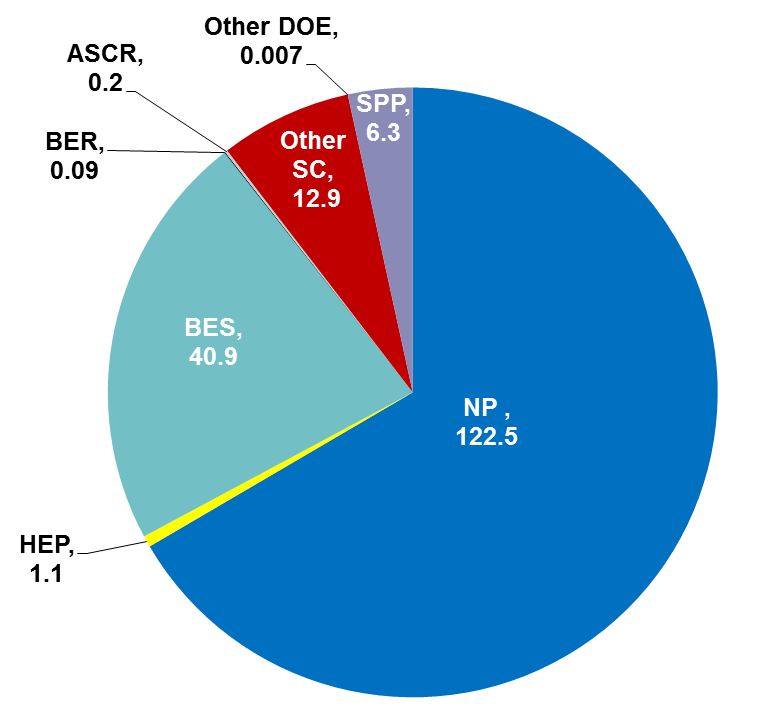 Other DOE,
0.007
ASCR,
0.2
SPP,
6.3
BER,
0.09
Other
SC,
12.9
BES,
40.9
NP ,
122.5
HEP,
1.1